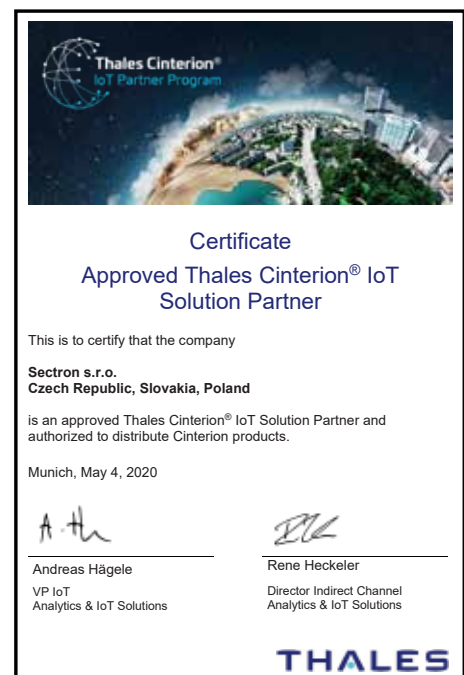 Thales Cinterion®
IoT Partner Program
Certificate
Approved Thales Cinterion® IoT
Solution Partner
This is to certify that the company
Sectron s.r.o.
Czech Republic, Slovakia, Poland
is an approved Thales Cinterion® IoT Solution Partner and
authorized to distribute Cinterion products.
Munich, May 4, 2020
Andreas Hägele
VP IoT
Analytics & IoT Solutions
Rene Heckeler
Director Indirect Channel
Analytics & IoT Solutions
THALES